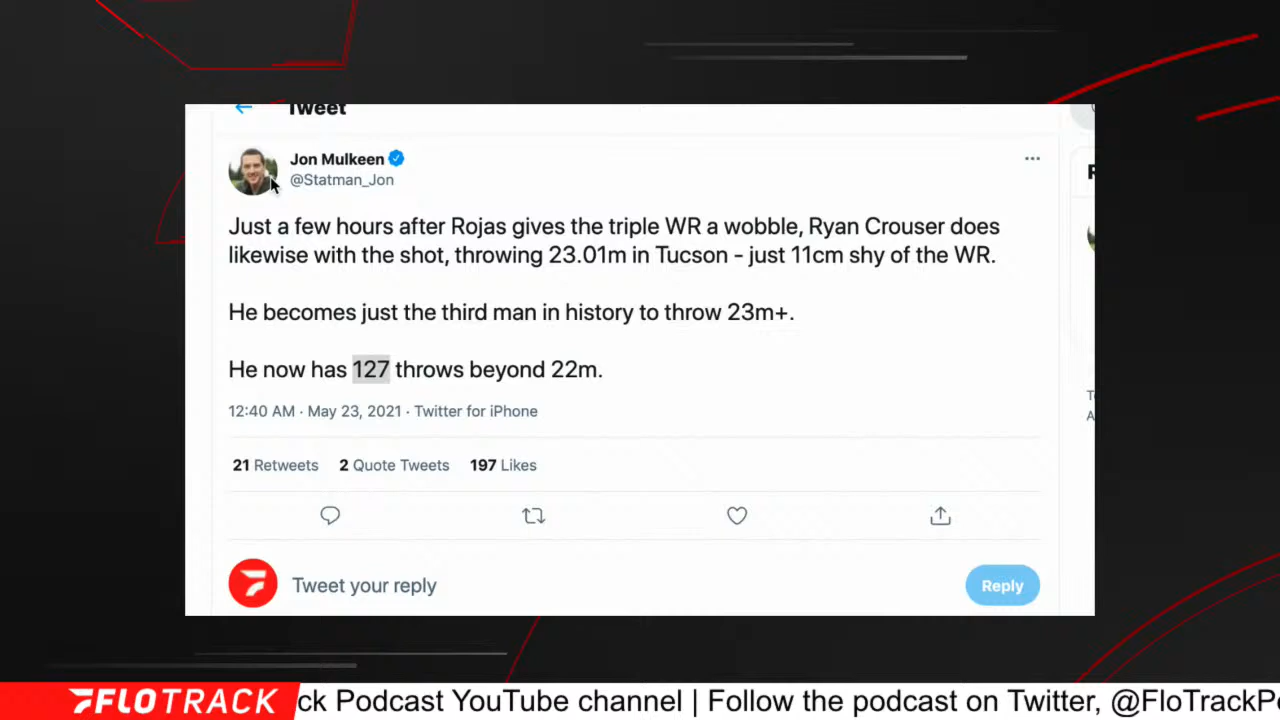 Tweet
Jon Mulkeen
@Statman_Jon
Just a few hours after Rojas gives the triple WR a wobble, Ryan Crouser does
likewise with the shot, throwing 23.01m in Tucson - just 11cm shy of the WR.
He becomes just the third man in history to throw 23m+.
He now has 127 throws beyond 22m.
12:40 AM · May 23, 2021 · Twitter for iPhone
21 Retweets 2 Quote Tweets 197 Likes
Tweet your reply
Reply
FLOTRACK
ck Podcast YouTube channel | Follow the podcast on Twitter, @FloTrackPo